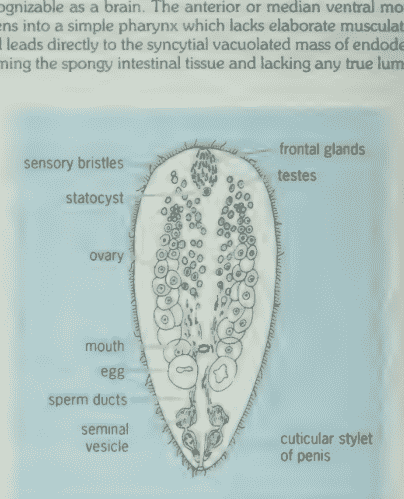 ognizable as a brain. The anterior or median ventral mo
ens into a simple pharynx which lacks elaborate musculat
l leads directly to the syncytial vacuolated mass of endode
ming the spongy intestinal tissue and lacking any true lum
sensory bristles
frontal glands
testes
statocyst
ovary
mouth
egg
sperm ducts
seminal
vesicle
cuticular stylet
of penis